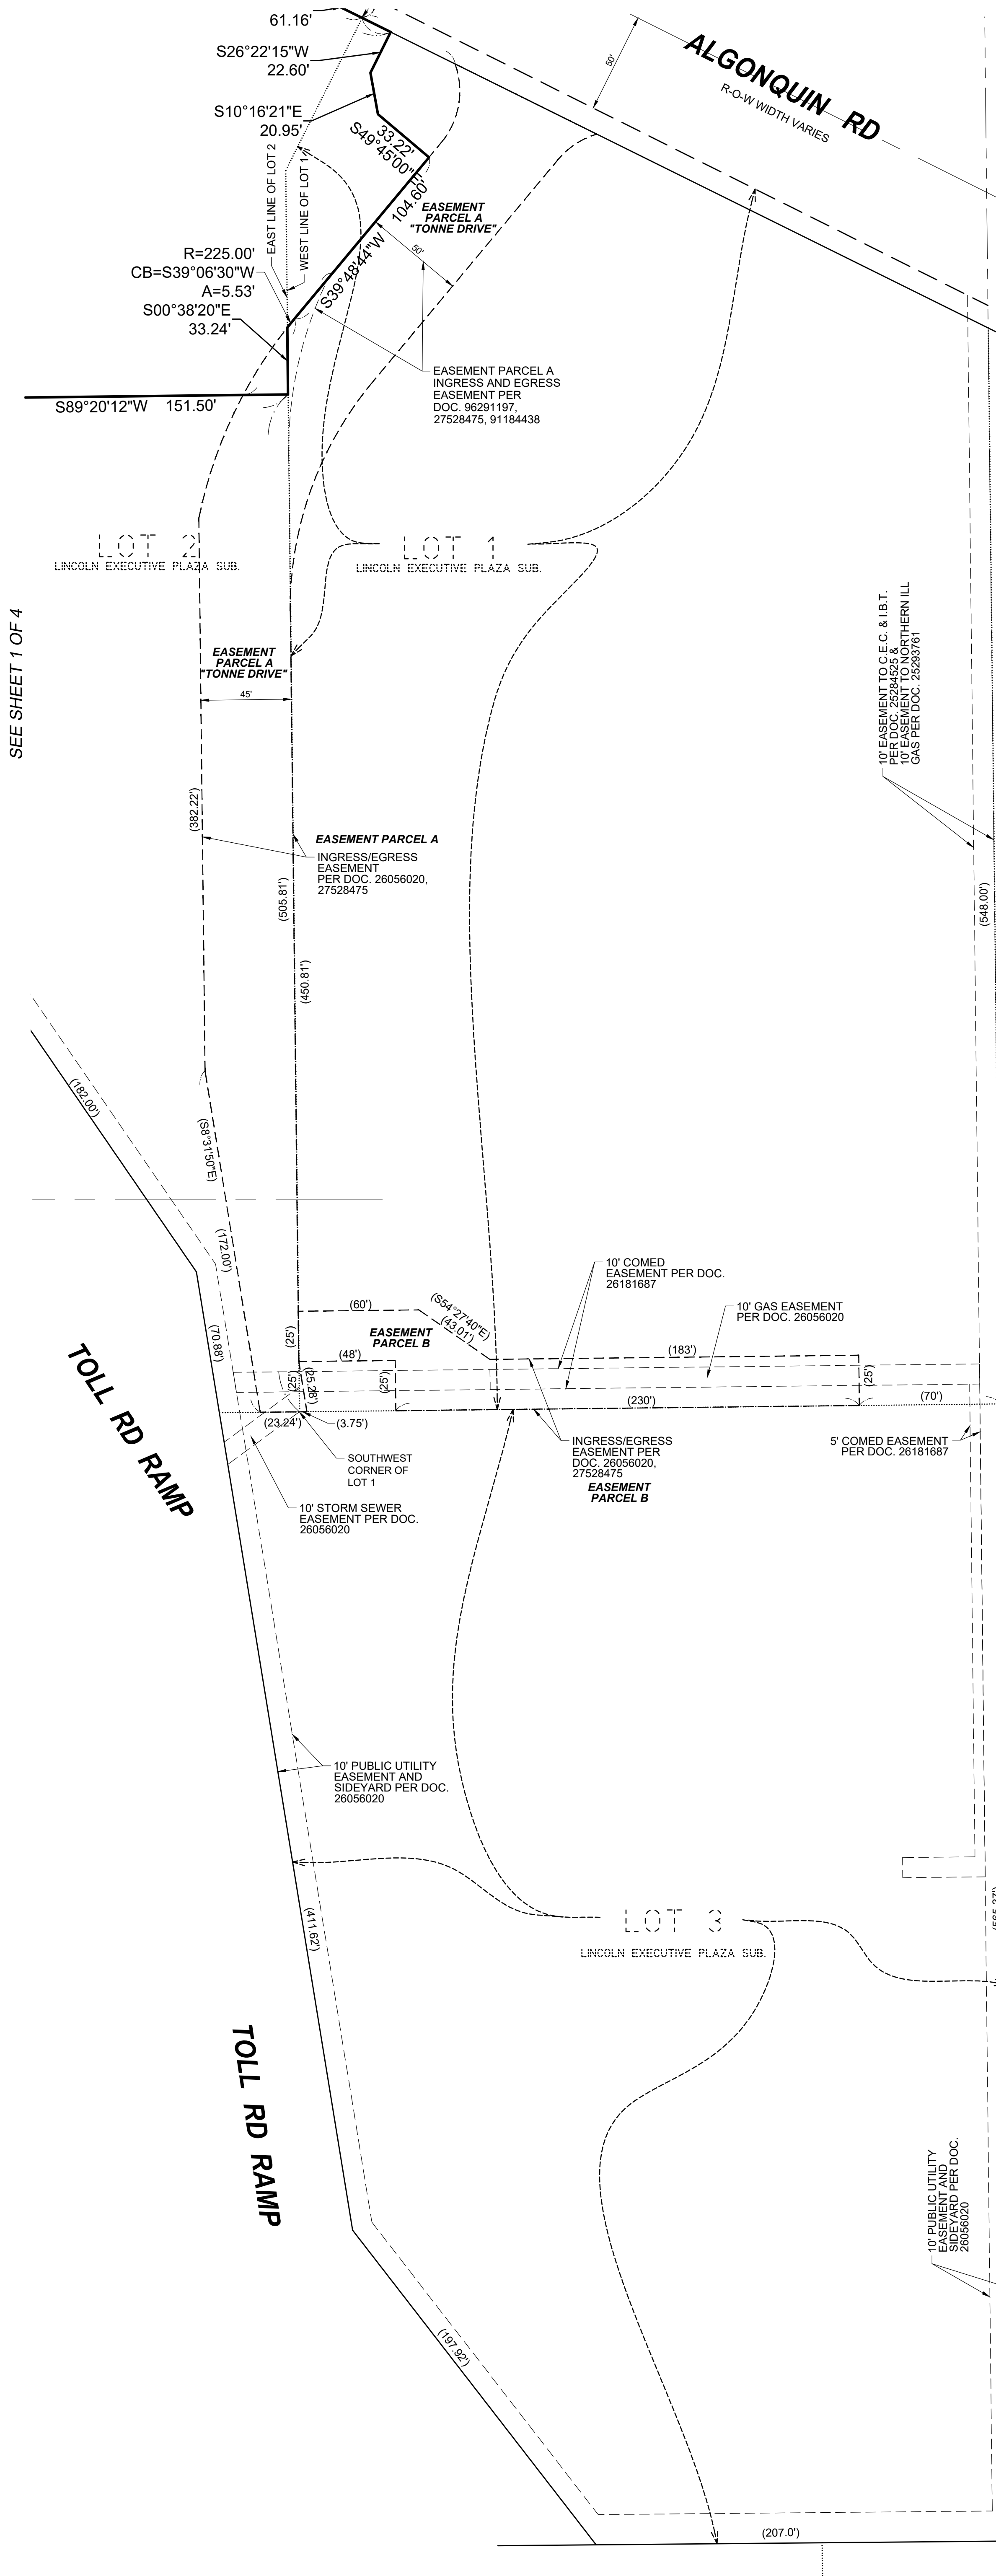 61.16'
S26°22'15"W
22.60'
S10°16'21"E
20.95'
33.22'
S49°45'00"E
104.60'
S39°48'44"W
EAST LINE OF LOT 2
WEST LINE OF LOT 1
EASEMENT
PARCEL A
"TONNE DRIVE"
50'
50'
ALGONQUIN RD
R-O-W WIDTH VARIES
R=225.00'
CB=S39°06'30"W
A=5.53'
S00°38'20"E
33.24'
S89°20'12"W 151.50'
EASEMENT PARCEL A
INGRESS AND EGRESS
EASEMENT PER
DOC. 96291197,
27528475, 91184438
LOT 2
LINCOLN EXECUTIVE PLAZA SUB.
LOT 1
LINCOLN EXECUTIVE PLAZA SUB.
SEE SHEET 1 OF 4
EASEMENT
PARCEL A
"TONNE DRIVE"
45'
10' EASEMENT TO C.E.C. & I.B.T.
PER DOC. 25284525 &
10' EASEMENT TO NORTHERN ILL
GAS PER DOC. 25293761
(382.22')
EASEMENT PARCEL A
INGRESS/EGRESS
EASEMENT
PER DOC. 26056020,
27528475
(505.81')
(548.00')
(450.81')
(182.00')
(S8°31'50"E)
(172.00')
(70.88')
TOLL RD RAMP
10' COMED
EASEMENT PER DOC.
26181687
10' GAS EASEMENT
PER DOC. 26056020
(60')
(S54°27'40"E)
(43.01')
(25')
EASEMENT
PARCEL B
(48')
(183')
(25')
(25.28')
(25')
(25')
(230')
(70')
(23.24')
(3.75')
SOUTHWEST
CORNER OF
LOT 1
INGRESS/EGRESS
EASEMENT PER
DOC. 26056020,
27528475
EASEMENT
PARCEL B
5' COMED EASEMENT
PER DOC. 26181687
10' STORM SEWER
EASEMENT PER DOC.
26056020
10' PUBLIC UTILITY
EASEMENT AND
SIDEYARD PER DOC.
26056020
(411.62')
LOT 3
LINCOLN EXECUTIVE PLAZA SUB.
TOLL RD RAMP
10' PUBLIC UTILITY
EASEMENT AND
SIDEYARD PER DOC.
26056020
(197.92')
(207.0')